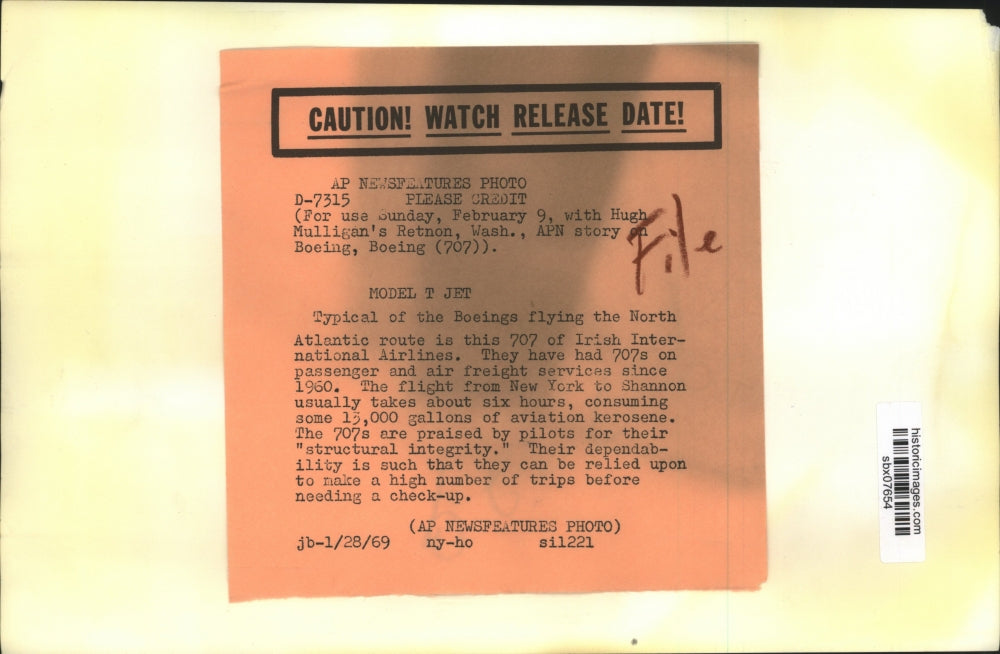 CAUTION! WATCH RELEASE DATE!
AP NEWSFEATURES PHOTO
D-7315 PLEASE CREDIT
(For use Sunday, February 9, with Hugh
Mulligan's Retnon, Wash., APN story on
Boeing, Boeing (707)).
File
MODEL T JET
Typical of the Boeings flying the North
Atlantic route is this 707 of Irish Inter-
national Airlines. They have had 707s on
passenger and air freight services since
1960. The flight from New York to Shannon
usually takes about six hours, consuming
some 13,000 gallons of aviation kerosene.
The 707s are praised by pilots for their
"structural integrity." Their dependab-
ility is such that they can be relied upon
to make a high number of trips before
needing a check-up.
(AP NEWSFEATURES PHOTO)
jb-1/28/69 ny-ho sil221
historicimages.com
sbx07654